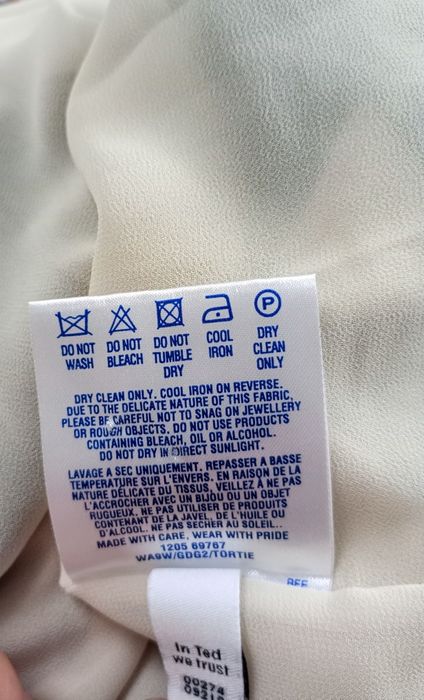 P
DO NOT WASH
DO NOT BLEACH
DO NOT TUMBLE DRY
COOL IRON
DRY CLEAN ONLY
DRY CLEAN ONLY. COOL IRON ON REVERSE.
DUE TO THE DELICATE NATURE OF THIS FABRIC,
PLEASE BE CAREFUL NOT TO SNAG ON JEWELLERY
OR ROUGH OBJECTS. DO NOT USE PRODUCTS
CONTAINING BLEACH, OIL OR ALCOHOL.
DO NOT DRY IN DIRECT SUNLIGHT.
LAVAGE A SEC UNIQUEMENT, REPASSER A BASSE
TEMPERATURE SUR L'ENVERS. EN RAISON DE LA
NATURE DÉLICATE DU TISSUS, VEILLEZ À NE PAS
L'ACCROCHER AVEC UN BIJOU OU UN OBJET
RUGUEUX. NE PAS UTILISER DE PRODUITS
CONTENANT DE LA JAVEL, DE L'HUILE OU
D'ALCOOL. NE PAS SECHER AU SOLEIL..
MADE WITH CARE, WEAR WITH PRIDE
1205 69767
WA9W/GDG2/TORTIE
In Ted
we trust
00274